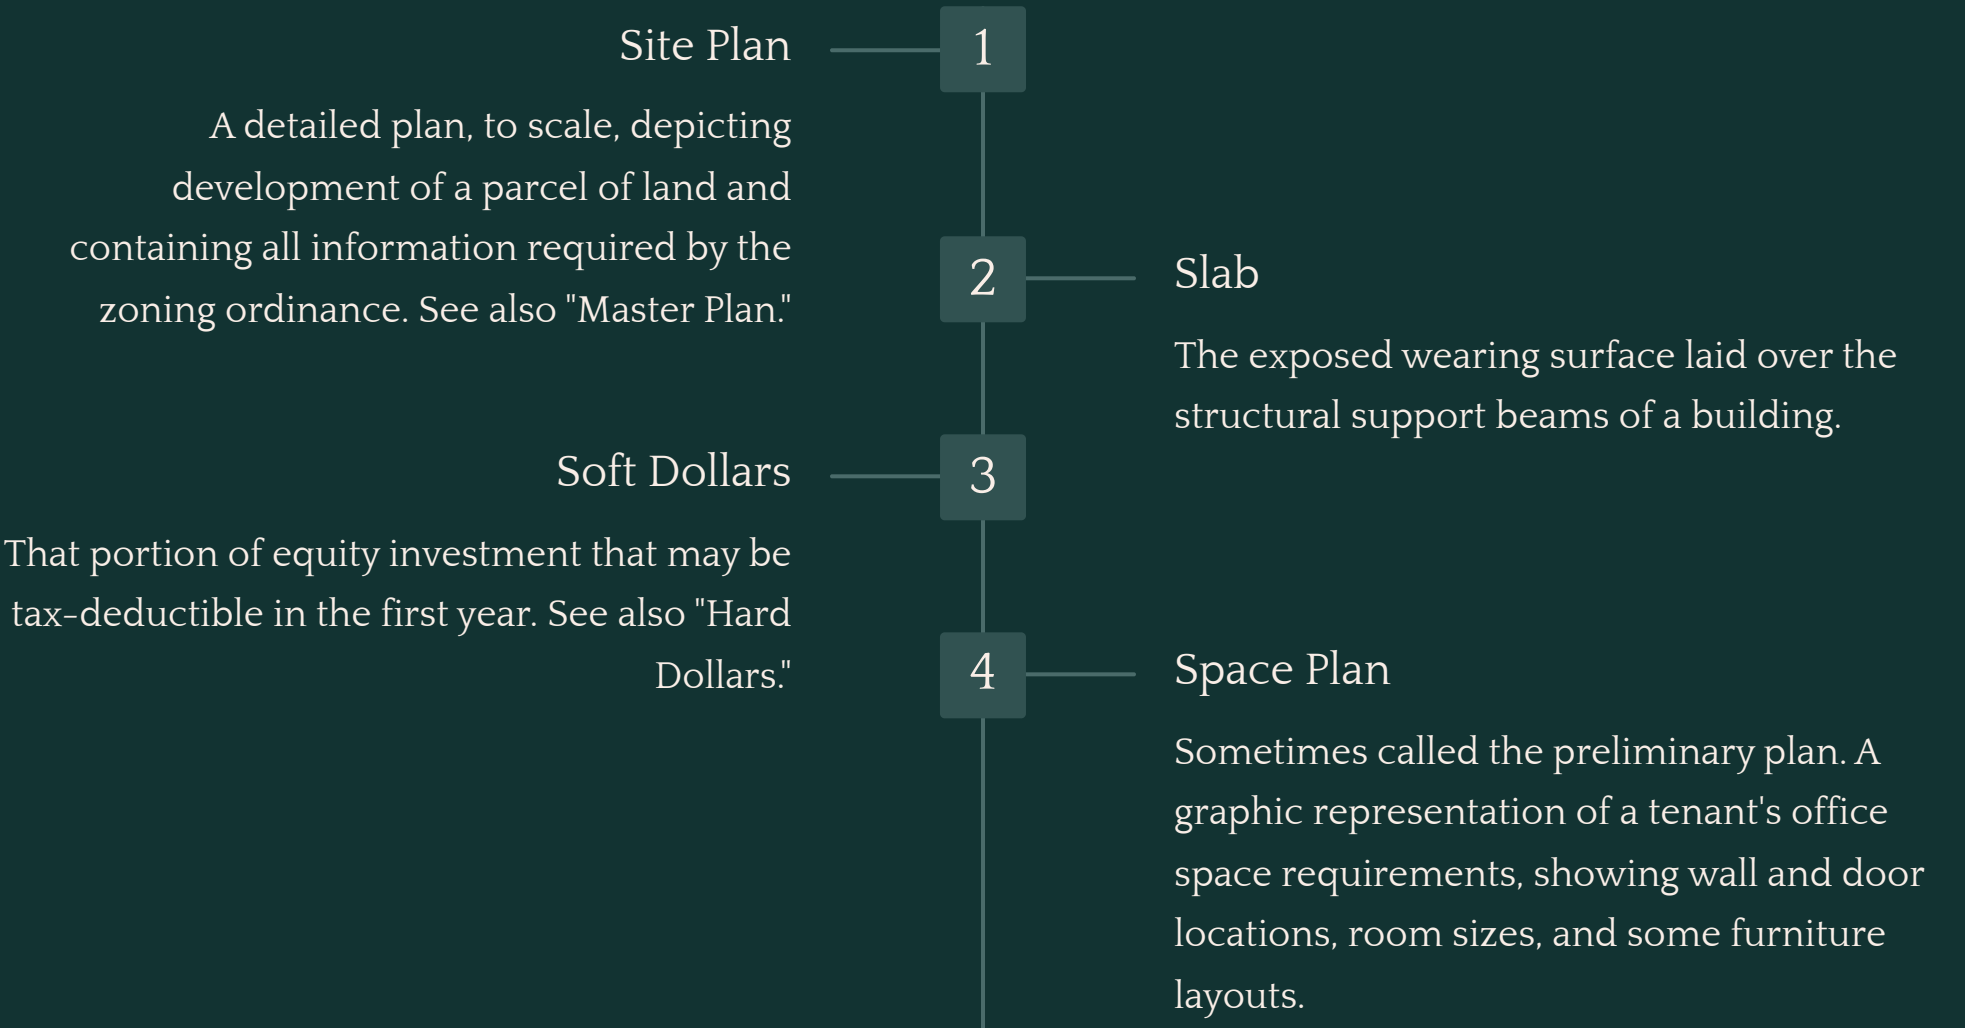 Site Plan
1
A detailed plan, to scale, depicting
development of a parcel of land and
containing all information required by the
zoning ordinance. See also "Master Plan."
2
Slab
The exposed wearing surface laid over the
structural support beams of a building.
Soft Dollars
3
That portion of equity investment that may be
tax-deductible in the first year. See also "Hard
Dollars."
4
Space Plan
Sometimes called the preliminary plan. A
graphic representation of a tenant's office
space requirements, showing wall and door
locations, room sizes, and some furniture
layouts.